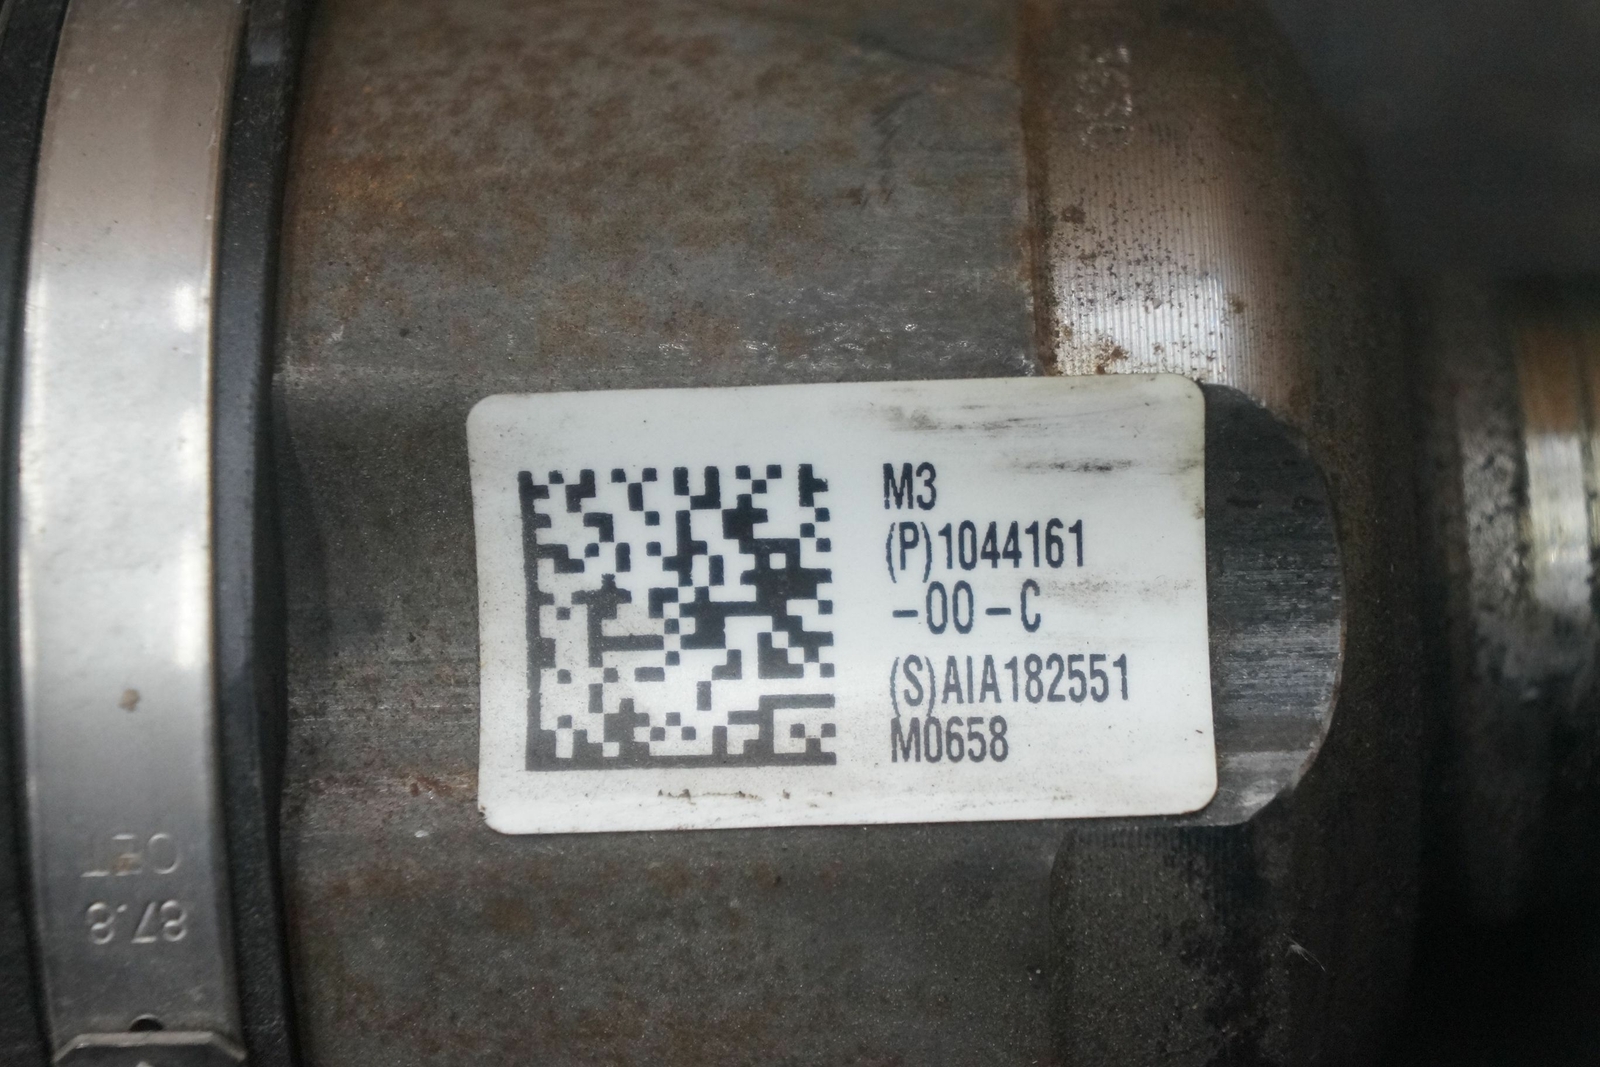 M3
(P)1044161
-00-C
(S)AIA182551
M0658
OET
87.8